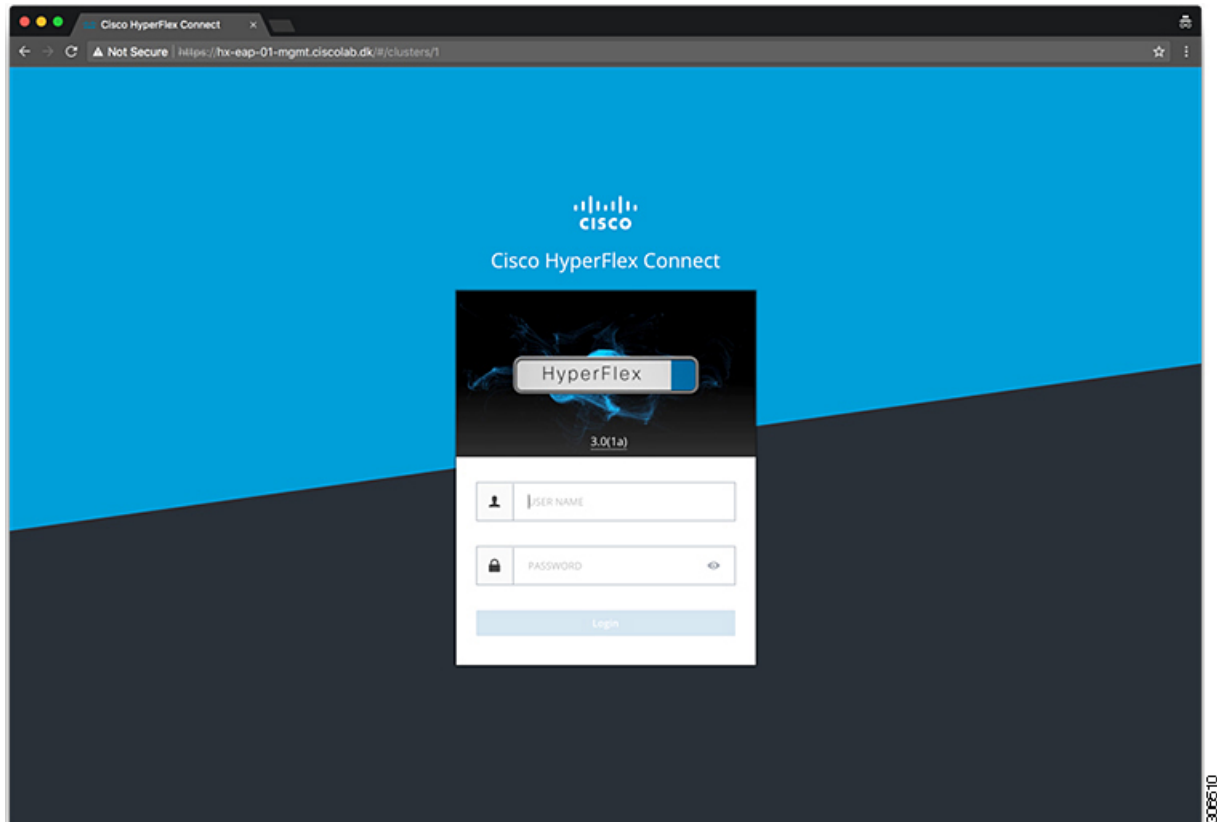 Cisco HyperFlex Connect
Not Secure | https://hx-eap-01-mgmt.ciscolab.dk/#/clusters/1
CISCO
Cisco HyperFlex Connect
HyperFlex
3.0(1a)
USER NAME
PASSWORD
Login
306510